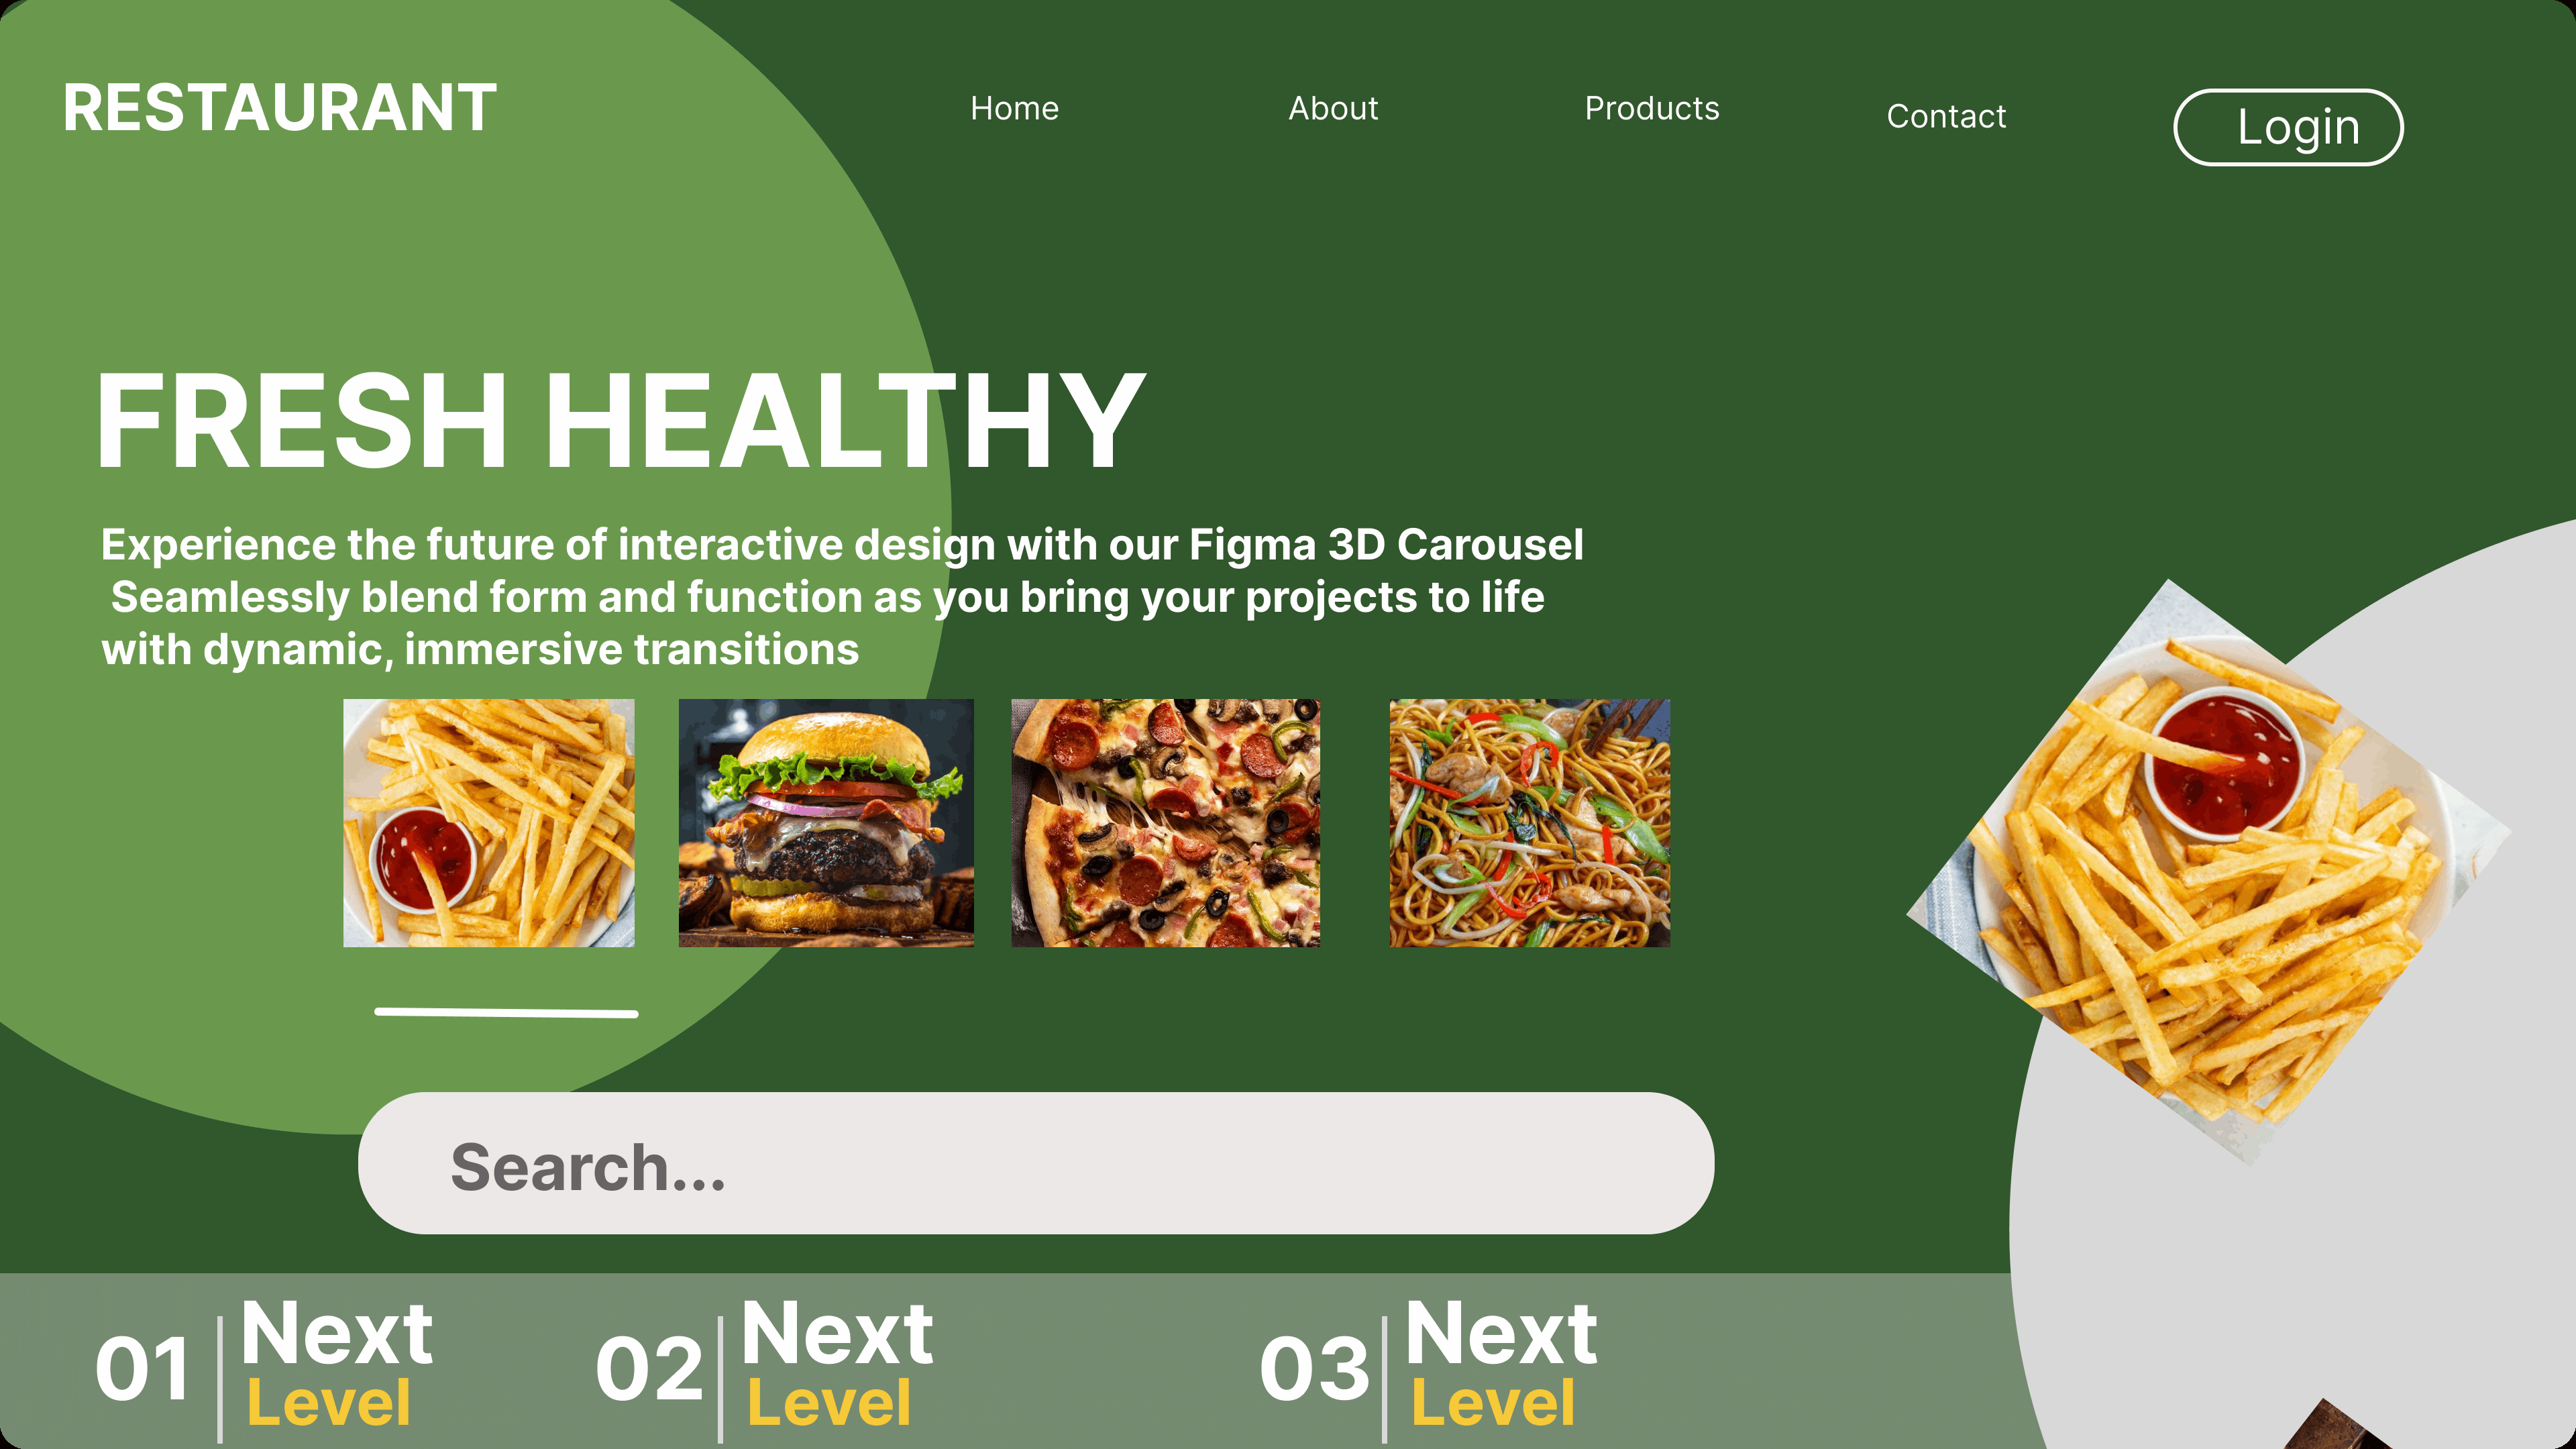 RESTAURANT
Home
About
Products
Contact
Login
FRESH HEALTHY
Experience the future of interactive design with our Figma 3D Carousel
Seamlessly blend form and function as you bring your projects to life
with dynamic, immersive transitions
Search...
01
Next
Level
02
Next
Level
03
Next
Level